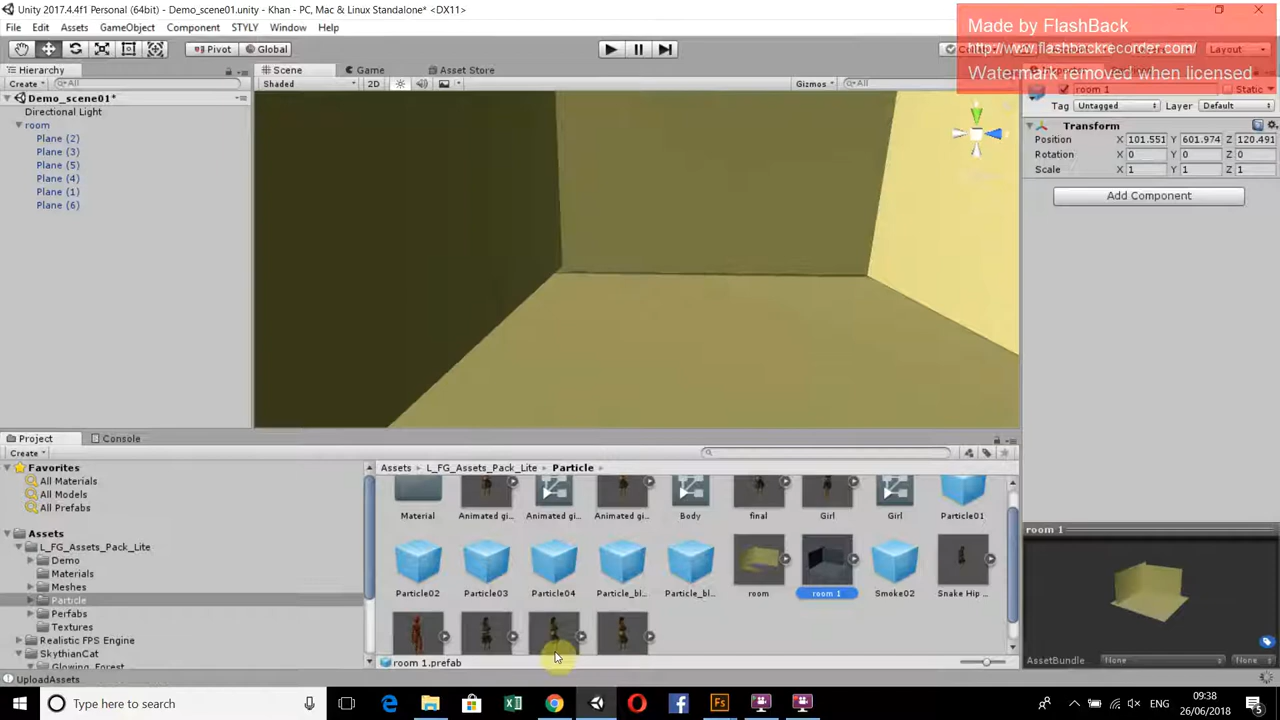 Unity 2017.4.4f1 Personal (64bit) - Demo_scene01.unity - Khan - PC, Mac & Linux Standalone* <DX11>
Made by FlashBack
http://www.flashbackrecorder.com/
Watermark removed when licensed
File Edit Assets GameObject Component STYLY Window Help
Pivot Global Layout
Hierarchy Scene Game Asset Store
Create All Shaded 2D Gizmos All
room 1 Static
Demo_scene01*
Tag Untagged Layer Default
Directional Light
room
Transform
Plane (2)
Position X 101.551 Y 601.974 Z 120.491
Plane (3)
Rotation X 0 Y 0 Z 0
Plane (5)
Scale X 1 Y 1 Z 1
Plane (4)
Plane (1)
Add Component
Plane (6)
Project Console
Create
Favorites
Assets L_FG_Assets_Pack_Lite Particle
All Materials
All Models
All Prefabs
Material Animated gi... Animated gi... Animated gi... Body final Girl Girl Particle01
Assets
room 1
L_FG_Assets_Pack_Lite
Demo
Materials
Meshes
Particle02 Particle03 Particle04 Particle_bl... Particle_bl... room room 1 Smoke02 Snake Hip ...
Particle
Perfabs
Textures
Realistic FPS Engine
SkythianCat
Glowing_Forest
room 1.prefab
AssetBundle None None
UploadAssets
Type here to search
ENG
09:38
26/06/2018
5